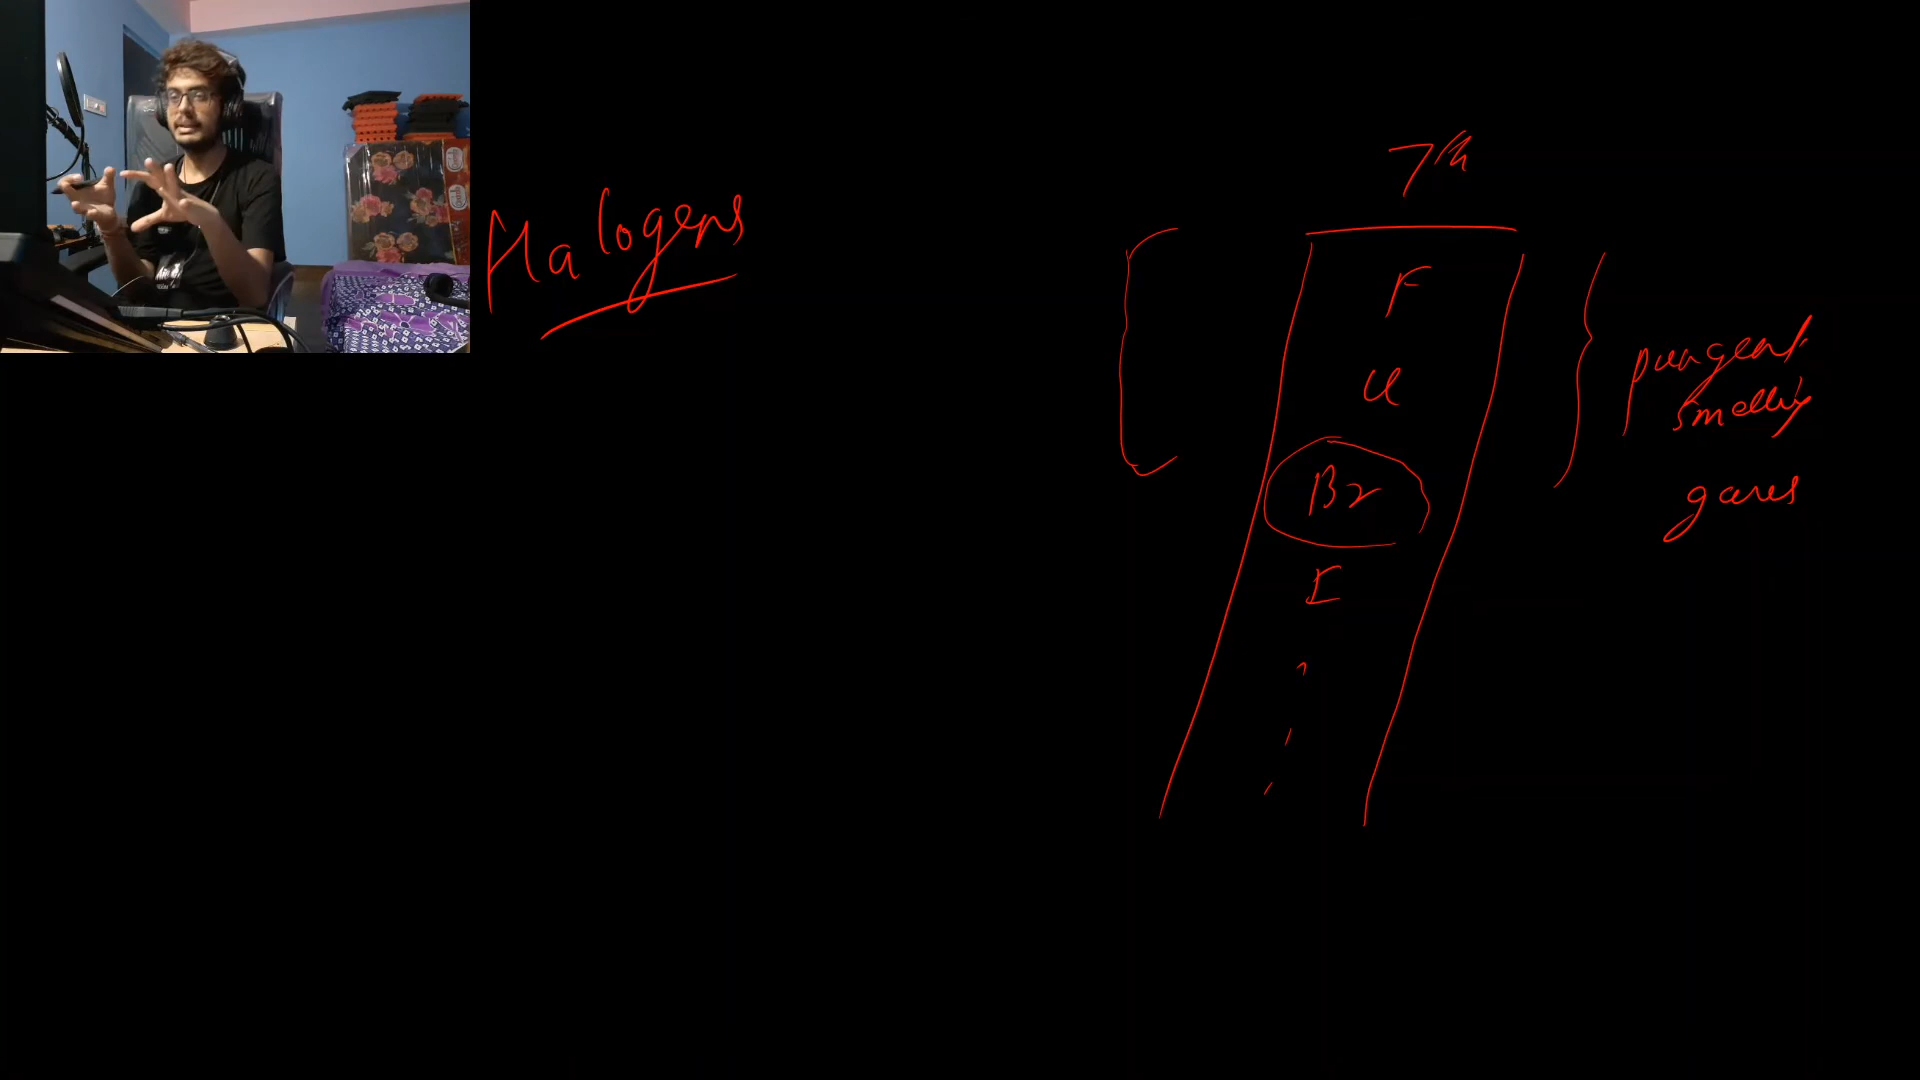 Halogens
7th
F
Cl
Br
I
pungent
smelling
gases